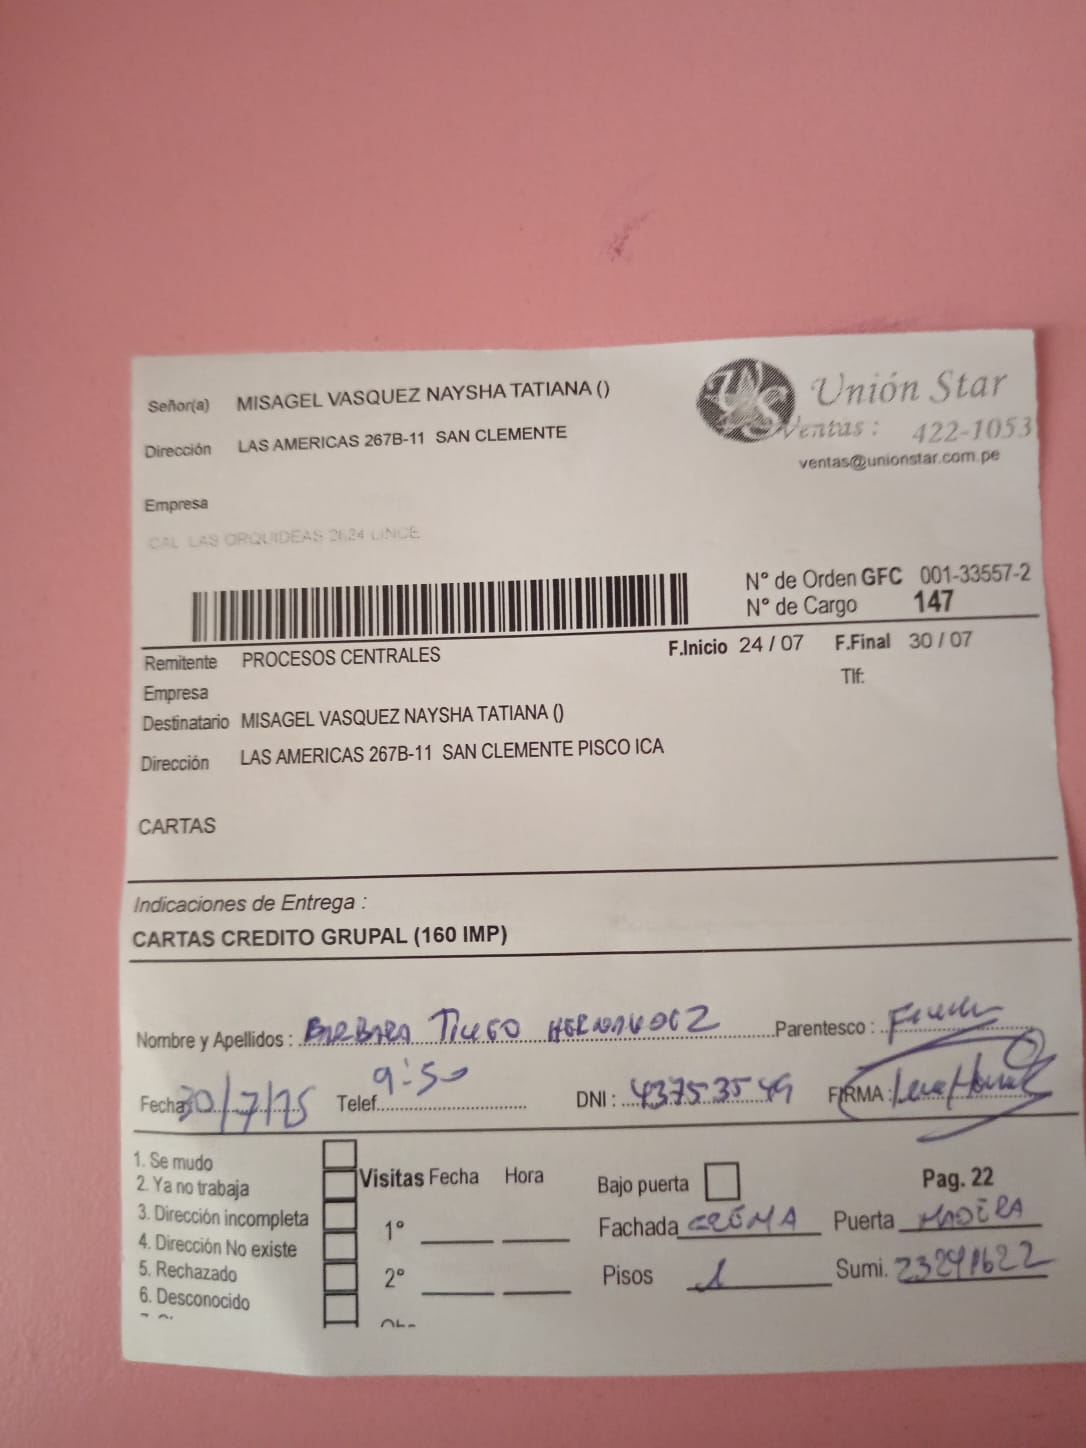 Señor(a) MISAGEL VASQUEZ NAYSHA TATIANA ()
Unión Star
Ventas : 422-1053
ventas@unionstar.com.pe
Dirección LAS AMERICAS 267B-11 SAN CLEMENTE
Empresa
CAL LAS ORQUIDEAS 2624 LINCE
N° de Orden GFC 001-33557-2
N° de Cargo 147
Remitente PROCESOS CENTRALES F.Inicio 24 / 07 F.Final 30 / 07
Empresa Tlf:
Destinatario MISAGEL VASQUEZ NAYSHA TATIANA ()
Dirección LAS AMERICAS 267B-11 SAN CLEMENTE PISCO ICA
CARTAS
Indicaciones de Entrega :
CARTAS CREDITO GRUPAL (160 IMP)
Nombre y Apellidos : BARBARA HERNANDEZ Parentesco :
Fecha 30/7/25 Telef. 9:50 DNI : 43753549 FIRMA :
1. Se mudo
2. Ya no trabaja
3. Dirección incompleta
4. Dirección No existe
5. Rechazado
6. Desconocido
Visitas Fecha Hora
1°
2°
Bajo puerta Pag. 22
Fachada CREMA Puerta MADERA
Pisos 1 Sumi.